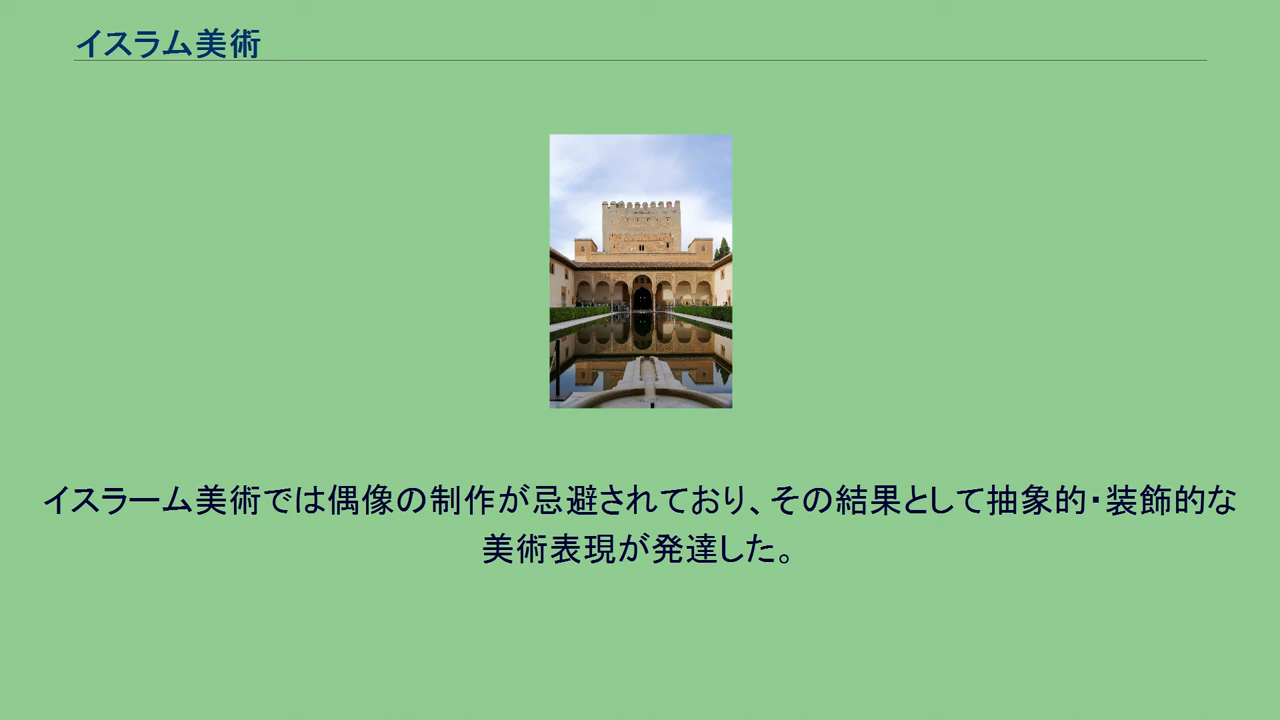 イスラム美術
イスラーム美術では偶像の制作が忌避されており、その結果として抽象的・装飾的な
美術表現が発達した。